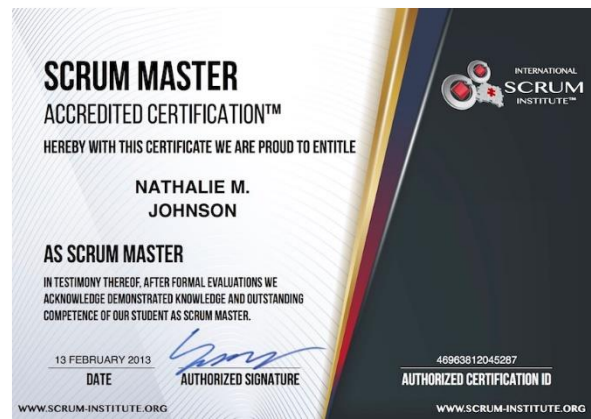 SCRUM MASTER
ACCREDITED CERTIFICATION™
HEREBY WITH THIS CERTIFICATE WE ARE PROUD TO ENTITLE
NATHALIE M.
JOHNSON
AS SCRUM MASTER
IN TESTIMONY THEREOF, AFTER FORMAL EVALUATIONS WE
ACKNOWLEDGE DEMONSTRATED KNOWLEDGE AND OUTSTANDING
COMPETENCE OF OUR STUDENT AS SCRUM MASTER.
13 FEBRUARY 2013
DATE
AUTHORIZED SIGNATURE
WWW.SCRUM-INSTITUTE.ORG
INTERNATIONAL
SCRUM
INSTITUTE™
46963812045287
AUTHORIZED CERTIFICATION ID
WWW.SCRUM-INSTITUTE.ORG